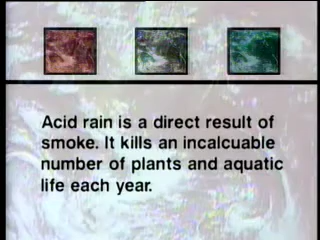 Acid rain is a direct result of
smoke. It kills an incalcuable
number of plants and aquatic
life each year.